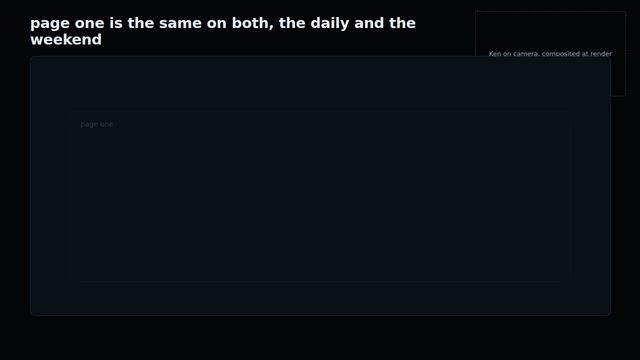 page one is the same on both, the daily and the
weekend
Ken on camera, composited at render
page one